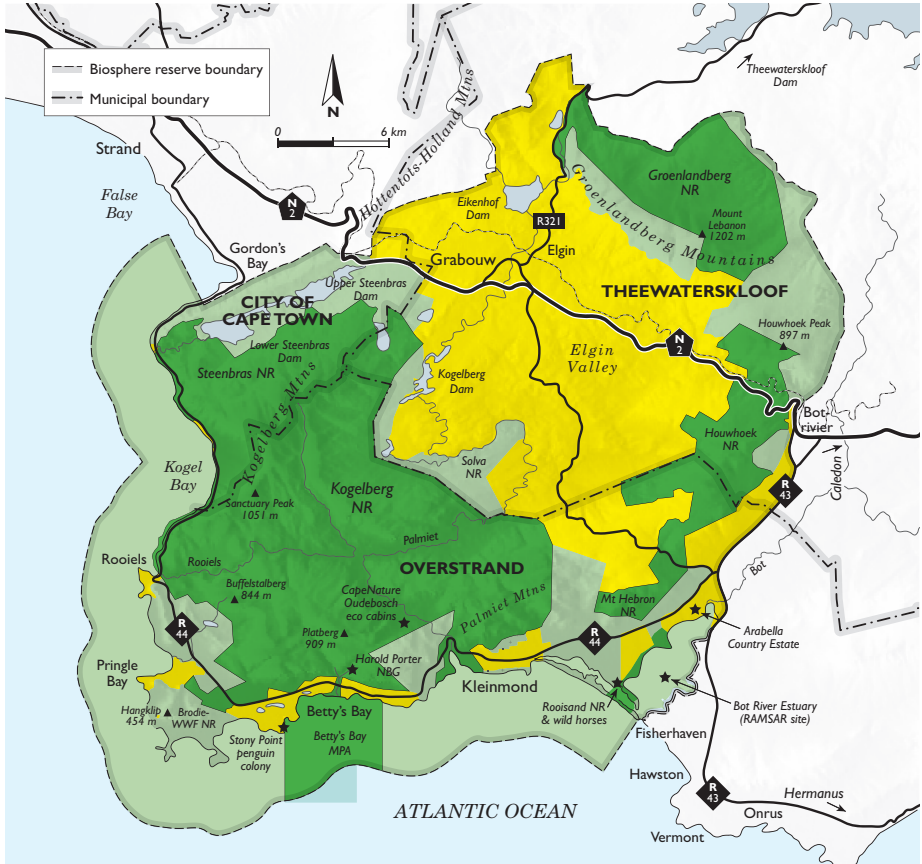 Biosphere reserve boundary
Municipal boundary
N
0 6 km
Theewaterskloof
Dam
Strand
False
Bay
Hottentots-Holland Mtns
N
2
Gordon's
Bay
Eikenhof
Dam
R321
Elgin
Grabouw
Groenlandberg
NR
Groenlandberg Mountains
Mount
Lebanon
1202 m
Upper Steenbras
Dam
CITY OF
CAPE TOWN
Lower Steenbras
Dam
Steenbras NR
THEEWATERSKLOOF
Houwhoek Peak
897 m
N
2
Elgin
Valley
Kogelberg
Dam
Kogelberg Mtns
Bot-
rivier
Houwhoek
NR
Solva
NR
Kogel
Bay
Kogelberg
NR
Sanctuary Peak
1051 m
R
43
Caledon
Palmiet
Rooiels
Rooiels
OVERSTRAND
Bot
Buffelstalberg
844 m
CapeNature
Oudebosch
eco cabins
Palmiet Mtns
Mt Hebron
NR
R
44
Platberg
909 m
R
44
Arabella
Country Estate
Harold Porter
NBG
Pringle
Bay
Kleinmond
Hangklip
454 m
Brodie-
WWF NR
Betty's Bay
Rooisand NR
& wild horses
Bot River Estuary
(RAMSAR site)
Stony Point
penguin
colony
Betty's Bay
MPA
Fisherhaven
Hawston
R
43
Hermanus
ATLANTIC OCEAN
Onrus
Vermont